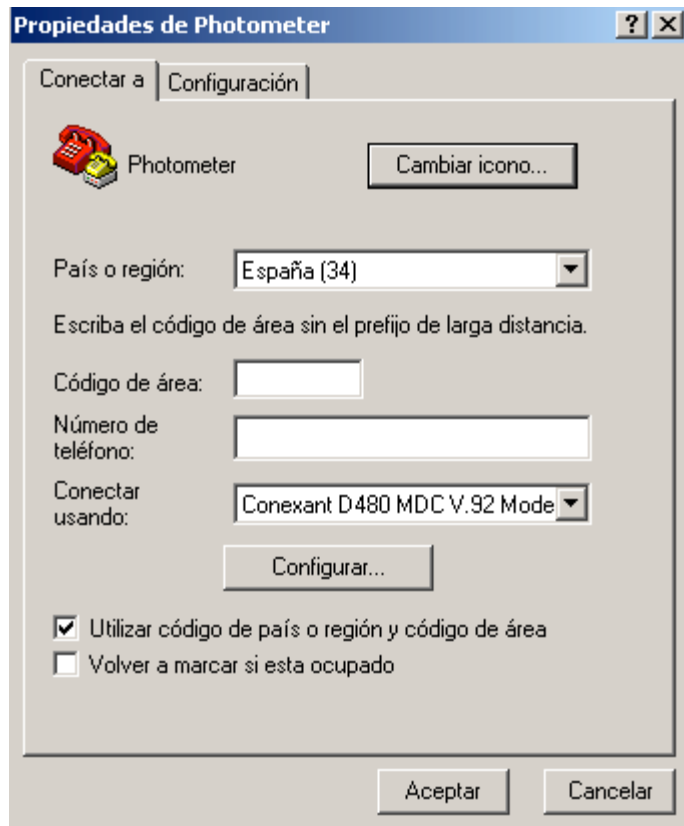 Propiedades de Photometer
Conectar a
Configuración
Photometer
Cambiar icono...
País o región:
España (34)
Escriba el código de área sin el prefijo de larga distancia.
Código de área:
Número de
teléfono:
Conectar
usando:
Conexant D480 MDC V.92 Mode
Configurar...
Utilizar código de país o región y código de área
Volver a marcar si esta ocupado
Aceptar
Cancelar